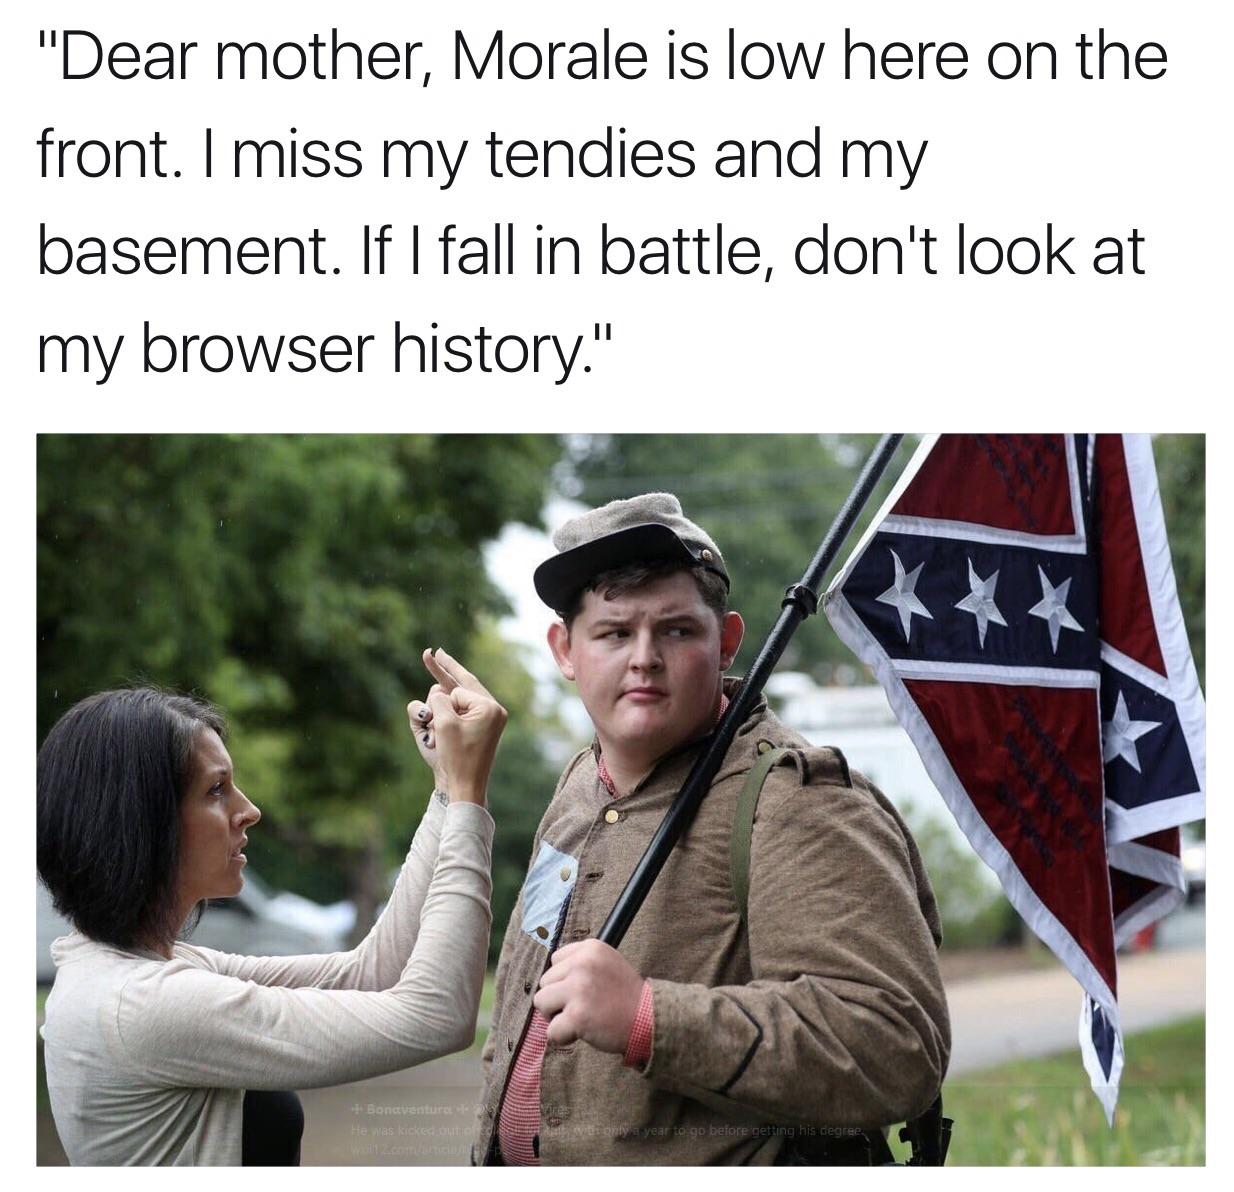 "Dear mother, Morale is low here on the
front. I miss my tendies and my
basement. If I fall in battle, don't look at
my browser history."
+ Bonaventura +
He was kicked out of only a year to go before getting his degree.